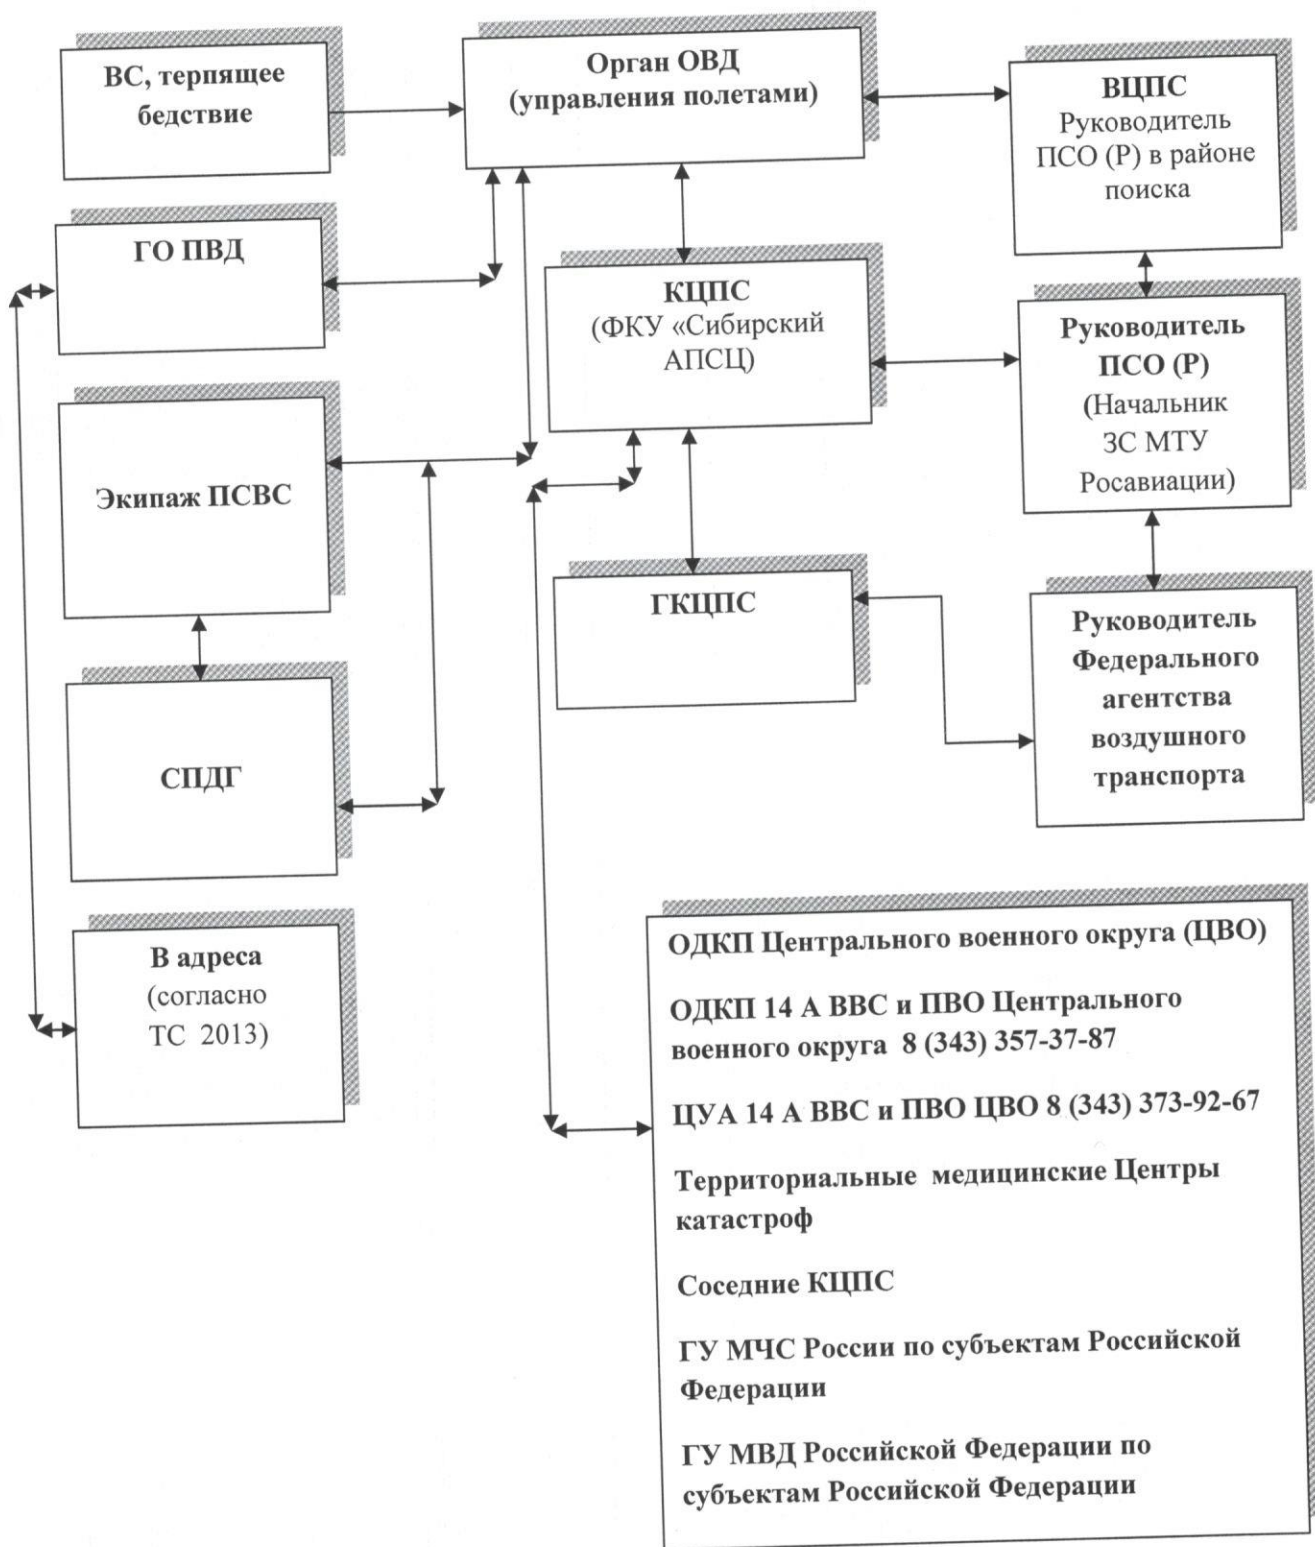 ВС, терпящее
бедствие
Орган ОВД
(управления полетами)
ВЦПС
Руководитель
ПСО (Р) в районе
поиска
ГО ПВД
КЦПС
(ФКУ «Сибирский
АПСЦ)
Руководитель
ПСО (Р)
(Начальник
ЗС МТУ
Росавиации)
Экипаж ПСВС
ГКЦПС
Руководитель
Федерального
агентства
воздушного
транспорта
СПДГ
В адреса
(согласно
ТС 2013)
ОДКП Центрального военного округа (ЦВО)
ОДКП 14 А ВВС и ПВО Центрального
военного округа 8 (343) 357-37-87
ЦУА 14 А ВВС и ПВО ЦВО 8 (343) 373-92-67
Территориальные медицинские Центры
катастроф
Соседние КЦПС
ГУ МЧС России по субъектам Российской
Федерации
ГУ МВД Российской Федерации по
субъектам Российской Федерации